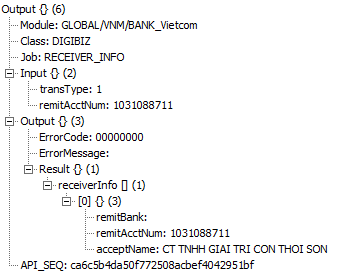 Output {} (6)
Module: GLOBAL/VNM/BANK_Vietcom
Class: DIGIBIZ
Job: RECEIVER_INFO
Input {} (2)
transType: 1
remitAcctNum: 1031088711
Output {} (3)
ErrorCode: 00000000
ErrorMessage:
Result {} (1)
receiverInfo [] (1)
[0] {} (3)
remitBank:
remitAcctNum: 1031088711
acceptName: CT TNHH GIAI TRI CON THOI SON
API_SEQ: ca6c5b4da50f772508acbef4042951bf